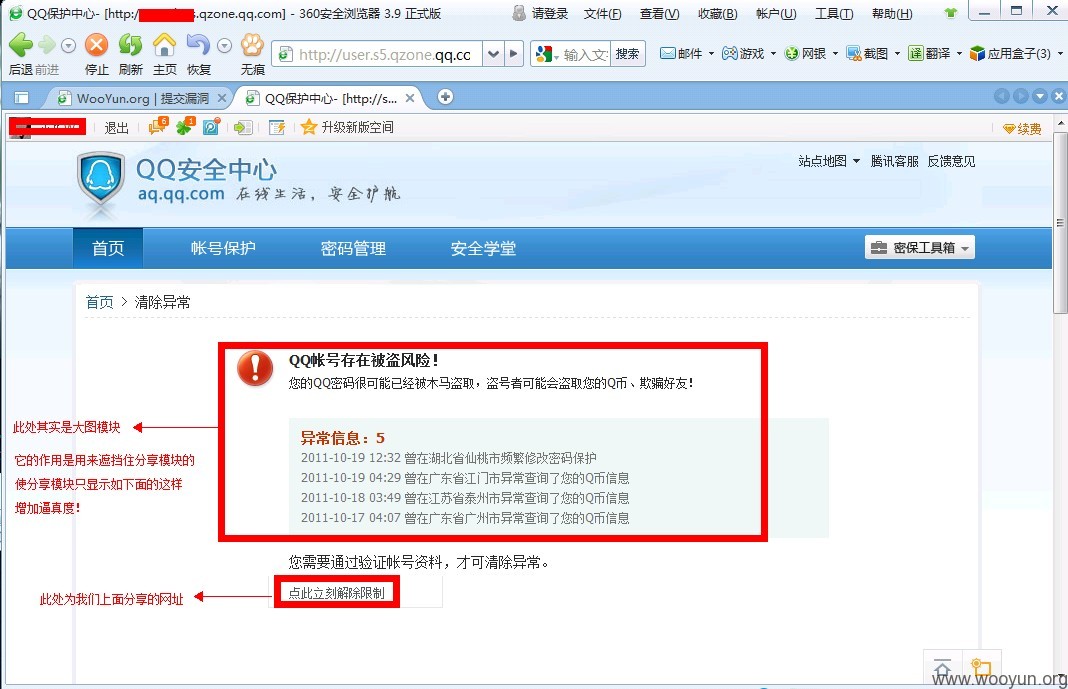 QQ保护中心- [http:/ s.qzone.qq.com] - 360安全浏览器 3.9 正式版
请登录 文件(F) 查看(V) 收藏(B) 帐户(U) 工具(T) 帮助(H)
后退 前进 停止 刷新 主页 恢复 无痕
http://user.s5.qzone.qq.cc
输入文 搜索
邮件 游戏 网银 截图 翻译 应用盒子(3)
WooYun.org | 提交漏洞
QQ保护中心- [http://s...
退出 6 1 升级新版空间 续费
QQ安全中心
aq.qq.com 在线生活，安全护航
站点地图 腾讯客服 反馈意见
首页 帐号保护 密码管理 安全学堂 密保工具箱
首页 > 清除异常
QQ帐号存在被盗风险！
您的QQ密码很可能已经被木马盗取，盗号者可能会盗取您的Q币、欺骗好友！
异常信息：5
2011-10-19 12:32 曾在湖北省仙桃市频繁修改密码保护
2011-10-19 04:29 曾在广东省江门市异常查询了您的Q币信息
2011-10-18 03:49 曾在江苏省泰州市异常查询了您的Q币信息
2011-10-17 04:07 曾在广东省广州市异常查询了您的Q币信息
此处其实是大图模块
它的作用是用来遮挡住分享模块的
使分享模块只显示如下面的这样
增加逼真度！
您需要通过验证帐号资料，才可清除异常。
点此立刻解除限制
此处为我们上面分享的网址
www.wooyun.org